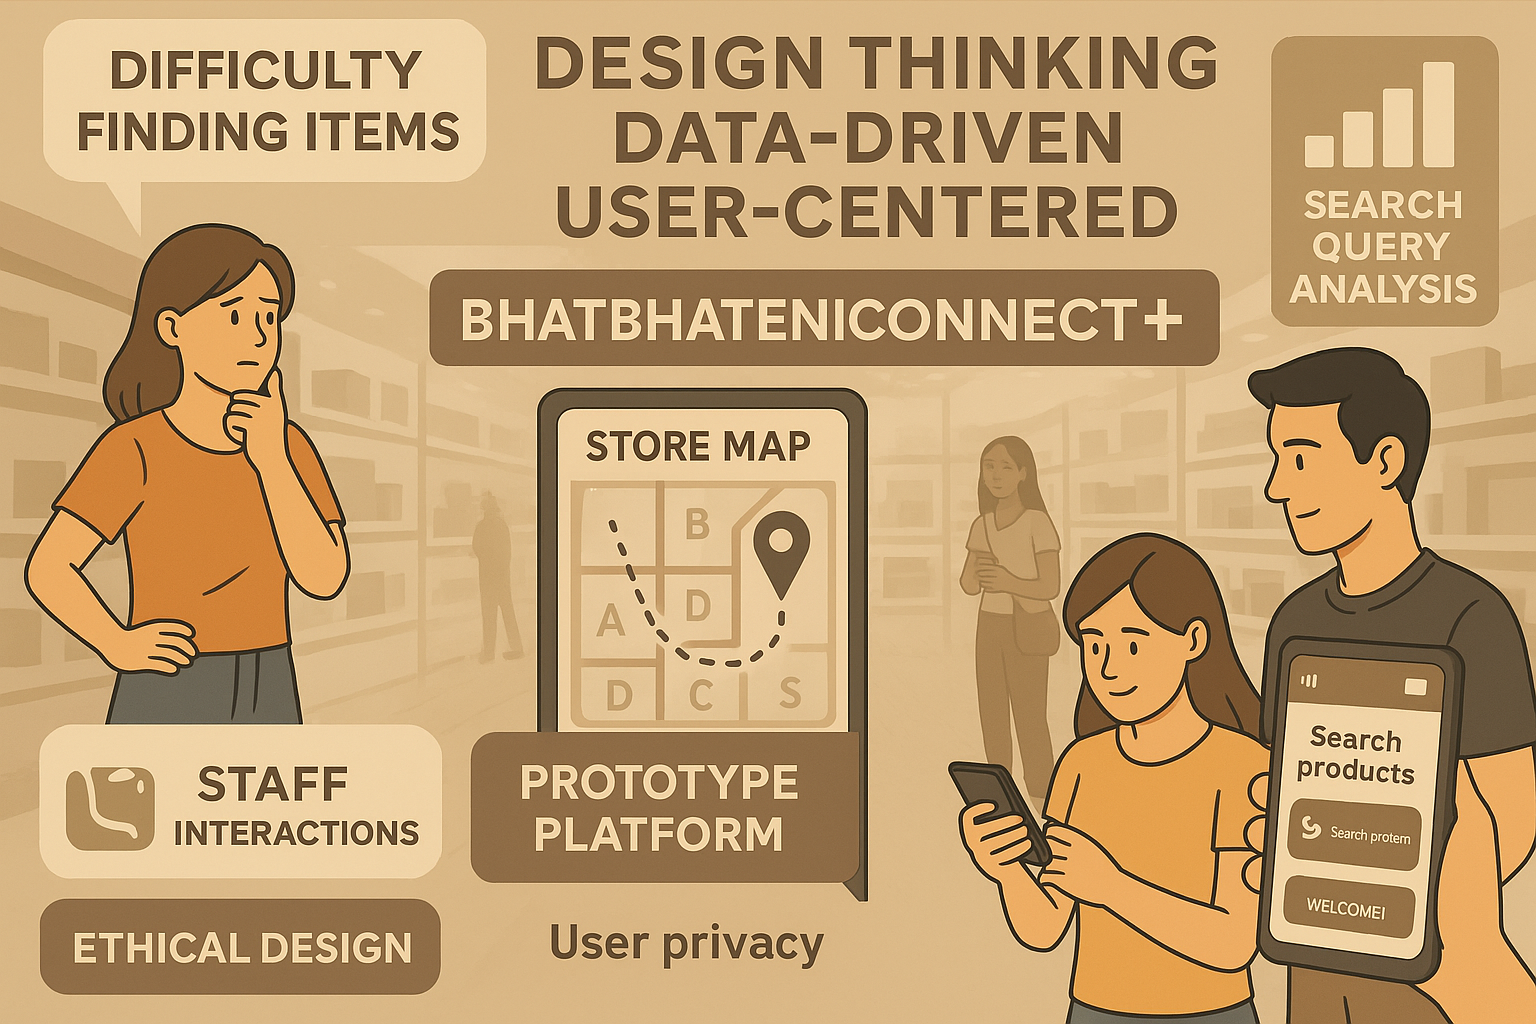 DIFFICULTY
FINDING ITEMS
DESIGN THINKING
DATA-DRIVEN
USER-CENTERED
SEARCH
QUERY
ANALYSIS
BHATBHATENICONNECT+
STORE MAP
B
A
D
D
C
S
STAFF
INTERACTIONS
PROTOTYPE
PLATFORM
ETHICAL DESIGN
User privacy
Search
products
Search protem
WELCOMEI